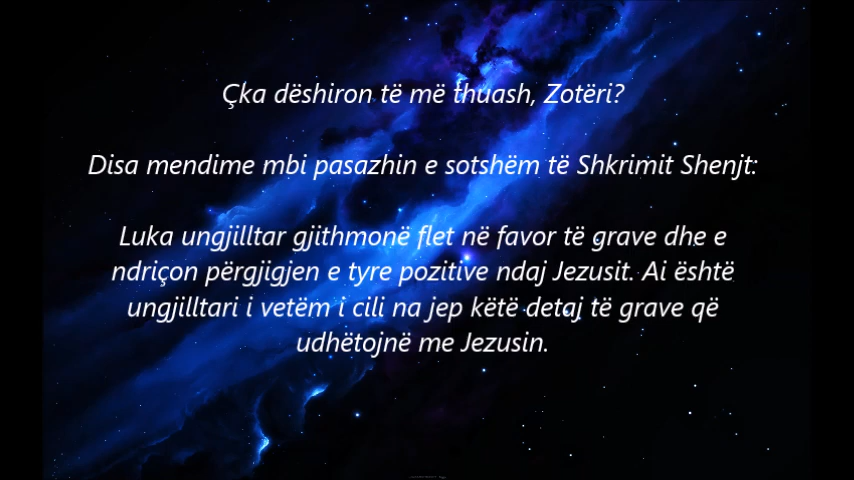 Çka dëshiron të më thuash, Zotëri?
Disa mendime mbi pasazhin e sotshëm të Shkrimit Shenjt:
Luka ungjilltar gjithmonë flet në favor të grave dhe e
ndriçon përgjigjen e tyre pozitive ndaj Jezusit. Ai është
ungjilltari i vetëm i cili na jep këtë detaj të grave që
udhëtojnë me Jezusin.